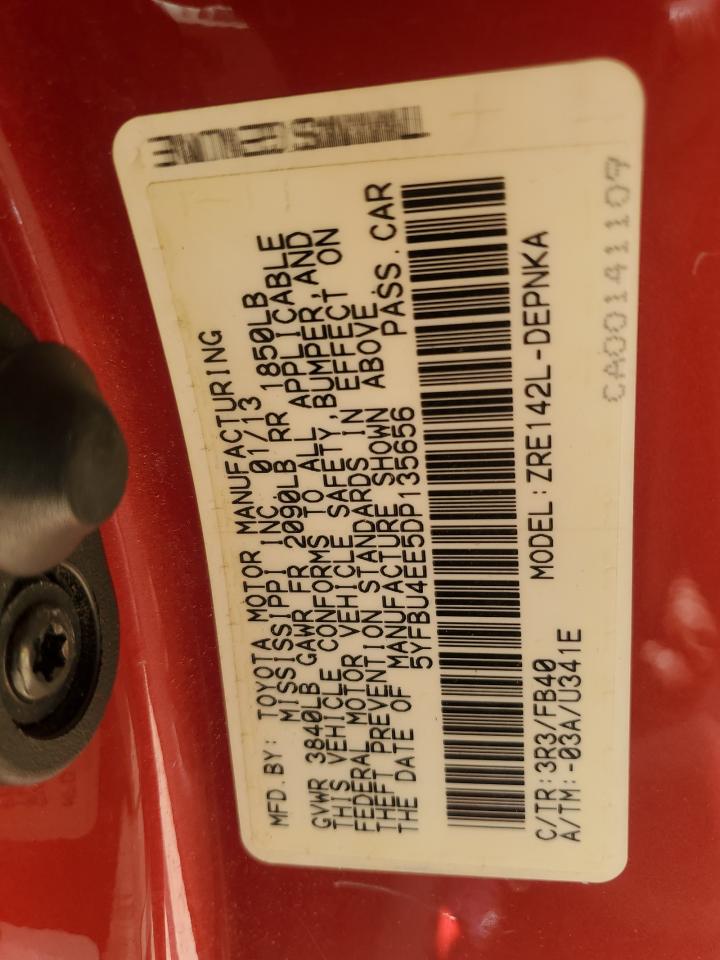 GENUINE
MFD.BY: TOYOTA MOTOR MANUFACTURING
MISSISSIPPI INC. 01/13
GVWR 3840LB GAWR FR 2090LB RR 1850LB
THIS VEHICLE CONFORMS TO ALL APPLICABLE
FEDERAL MOTOR VEHICLE SAFETY, BUMPER, AND
THEFT PREVENTION STANDARDS IN EFFECT ON
THE DATE OF MANUFACTURE SHOWN ABOVE.
5YFBU4EE5DP135656 PASS.CAR
C/TR:3R3/FB40 MODEL:ZRE142L-DEPNKA
A/TM:-03A/U341E
CA00141109